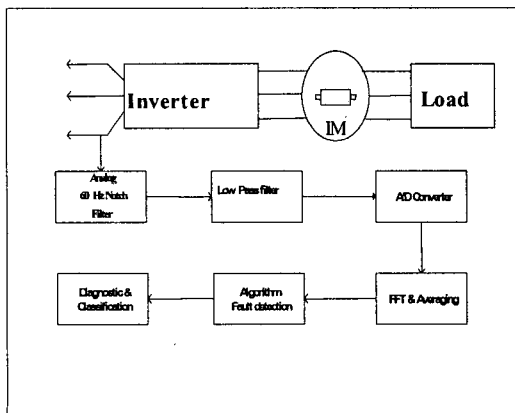 Inverter
IM
Load
Analog
60 Hz Notch
Filter
Low Pass filter
A/D Converter
Diagnostic &
Classification
Algorithm
Fault detection
FFT & Averaging